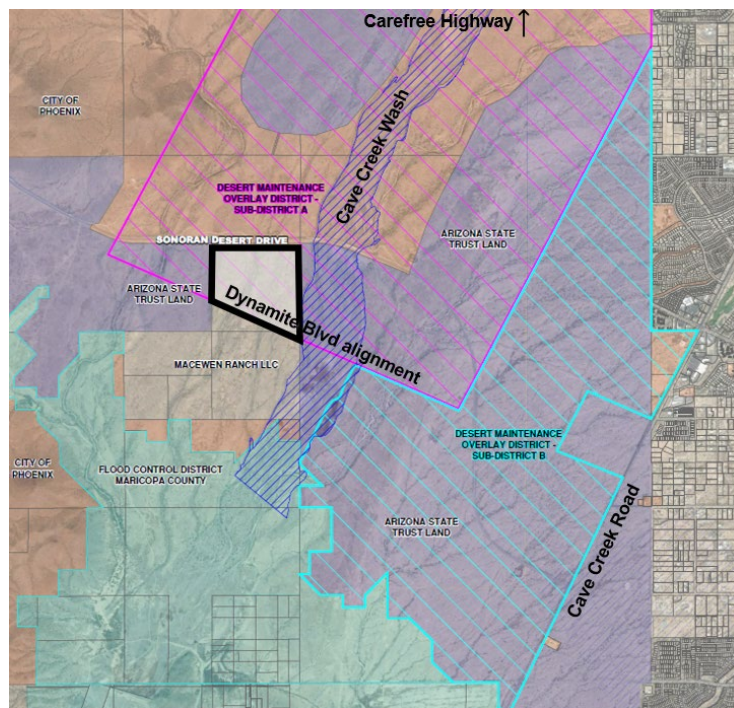 Carefree Highway ↑
CITY OF
PHOENIX
Cave Creek Wash
DESERT MAINTENANCE
OVERLAY DISTRICT -
SUB-DISTRICT A
ARIZONA STATE
TRUST LAND
SONORAN DESERT DRIVE
ARIZONA STATE
TRUST LAND
Dynamite Blvd alignment
MACEWEN RANCH LLC
DESERT MAINTENANCE
OVERLAY DISTRICT -
SUB-DISTRICT B
CITY OF
PHOENIX
FLOOD CONTROL DISTRICT
MARICOPA COUNTY
ARIZONA STATE
TRUST LAND
Cave Creek Road